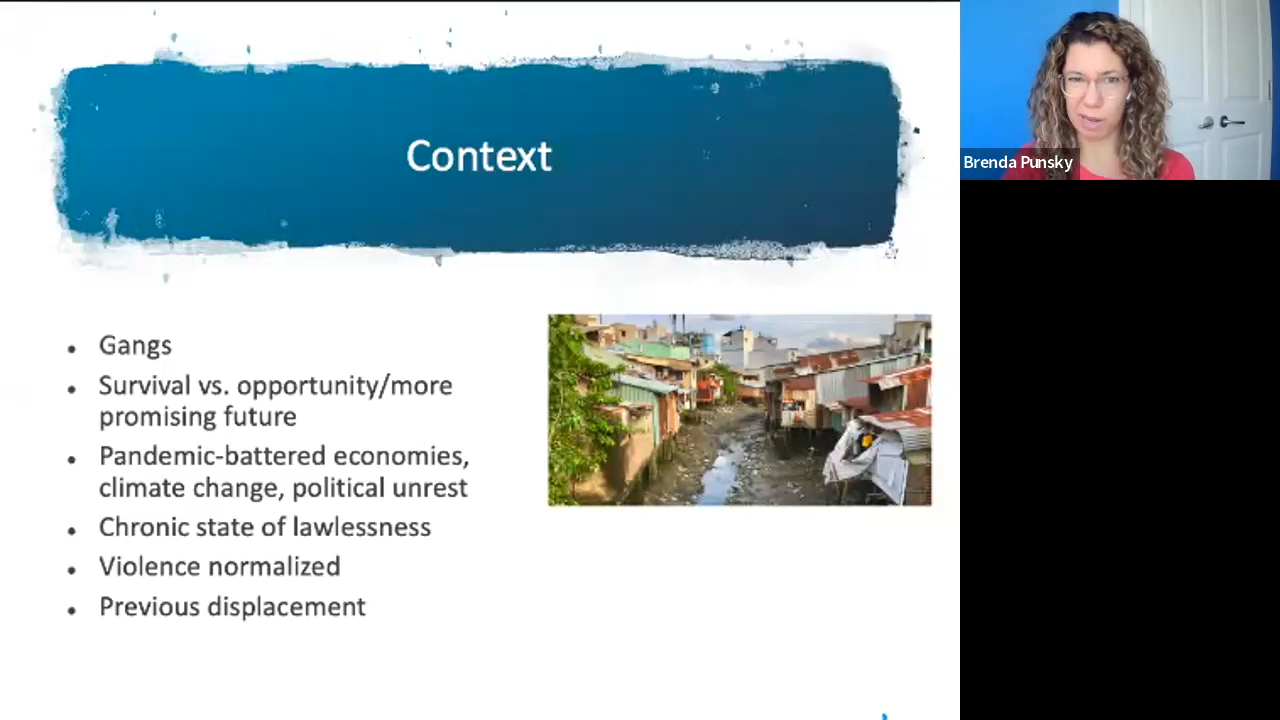 Context
Brenda Punsky
Gangs
Survival vs. opportunity/more
promising future
Pandemic-battered economies,
climate change, political unrest
Chronic state of lawlessness
Violence normalized
Previous displacement